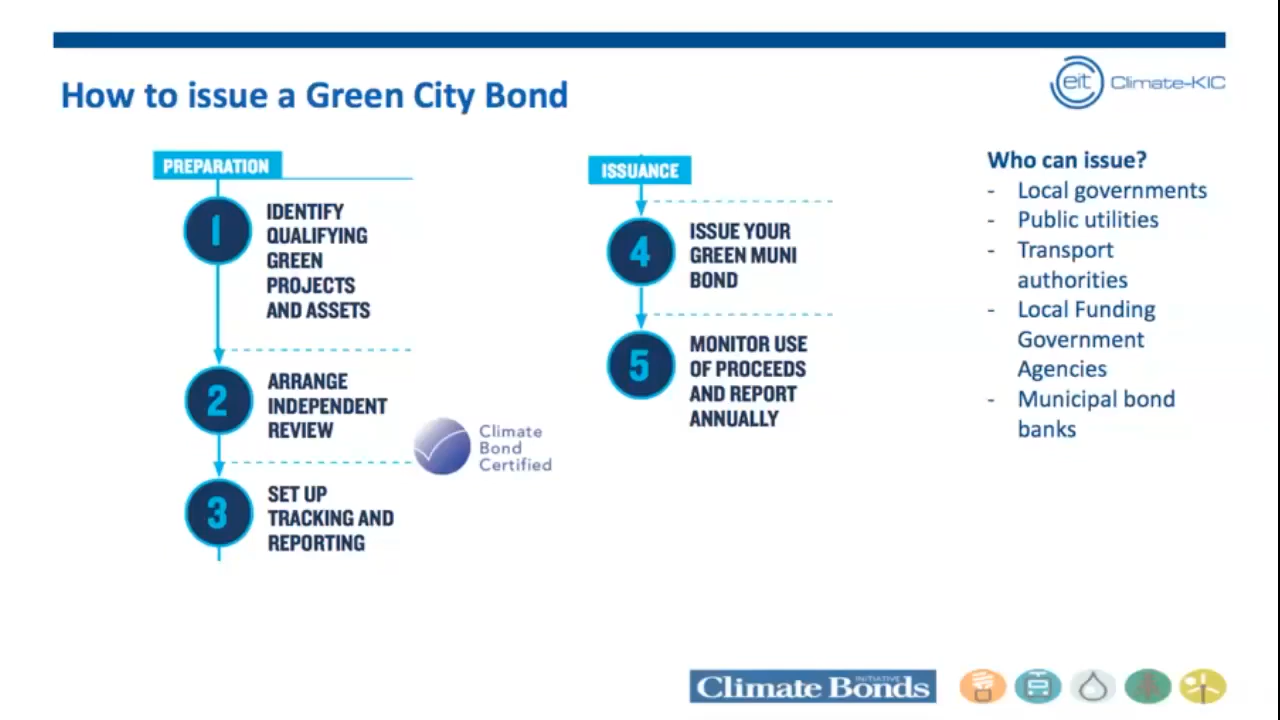 How to issue a Green City Bond
eit Climate-KIC
PREPARATION
1
IDENTIFY
QUALIFYING
GREEN
PROJECTS
AND ASSETS
2
ARRANGE
INDEPENDENT
REVIEW
Climate
Bond
Certified
3
SET UP
TRACKING AND
REPORTING
ISSUANCE
4
ISSUE YOUR
GREEN MUNI
BOND
5
MONITOR USE
OF PROCEEDS
AND REPORT
ANNUALLY
Who can issue?
- Local governments
- Public utilities
- Transport
authorities
- Local Funding
Government
Agencies
- Municipal bond
banks
Climate Bonds
INITIATIVE